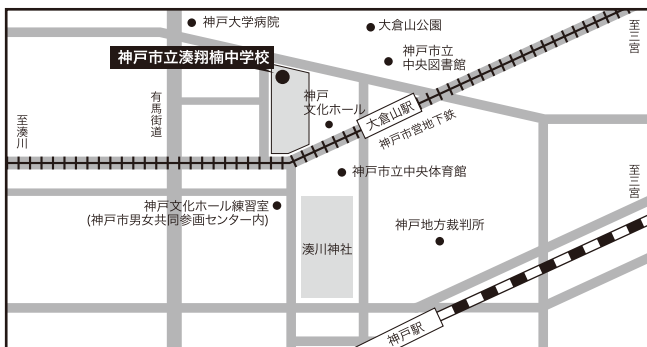 神戸大学病院
大倉山公園
至三宮
神戸市立湊翔楠中学校
神戸市立
中央図書館
神戸
文化ホール
大倉山駅
神戸市営地下鉄
有馬街道
至湊川
神戸市立中央体育館
至三宮
神戸文化ホール練習室
(神戸市男女共同参画センター内)
神戸地方裁判所
湊川神社
神戸駅